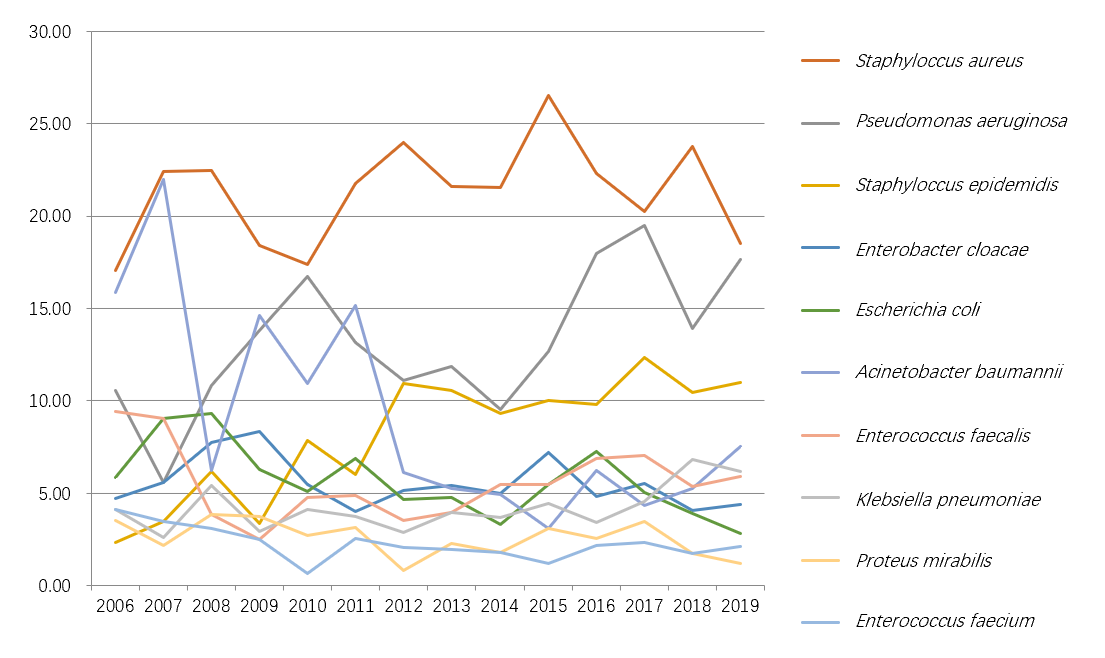 30.00
25.00
20.00
15.00
10.00
5.00
0.00
2006 2007 2008 2009 2010 2011 2012 2013 2014 2015 2016 2017 2018 2019
Staphyloccus aureus
Pseudomonas aeruginosa
Staphyloccus epidemidis
Enterobacter cloacae
Escherichia coli
Acinetobacter baumannii
Enterococcus faecalis
Klebsiella pneumoniae
Proteus mirabilis
Enterococcus faecium